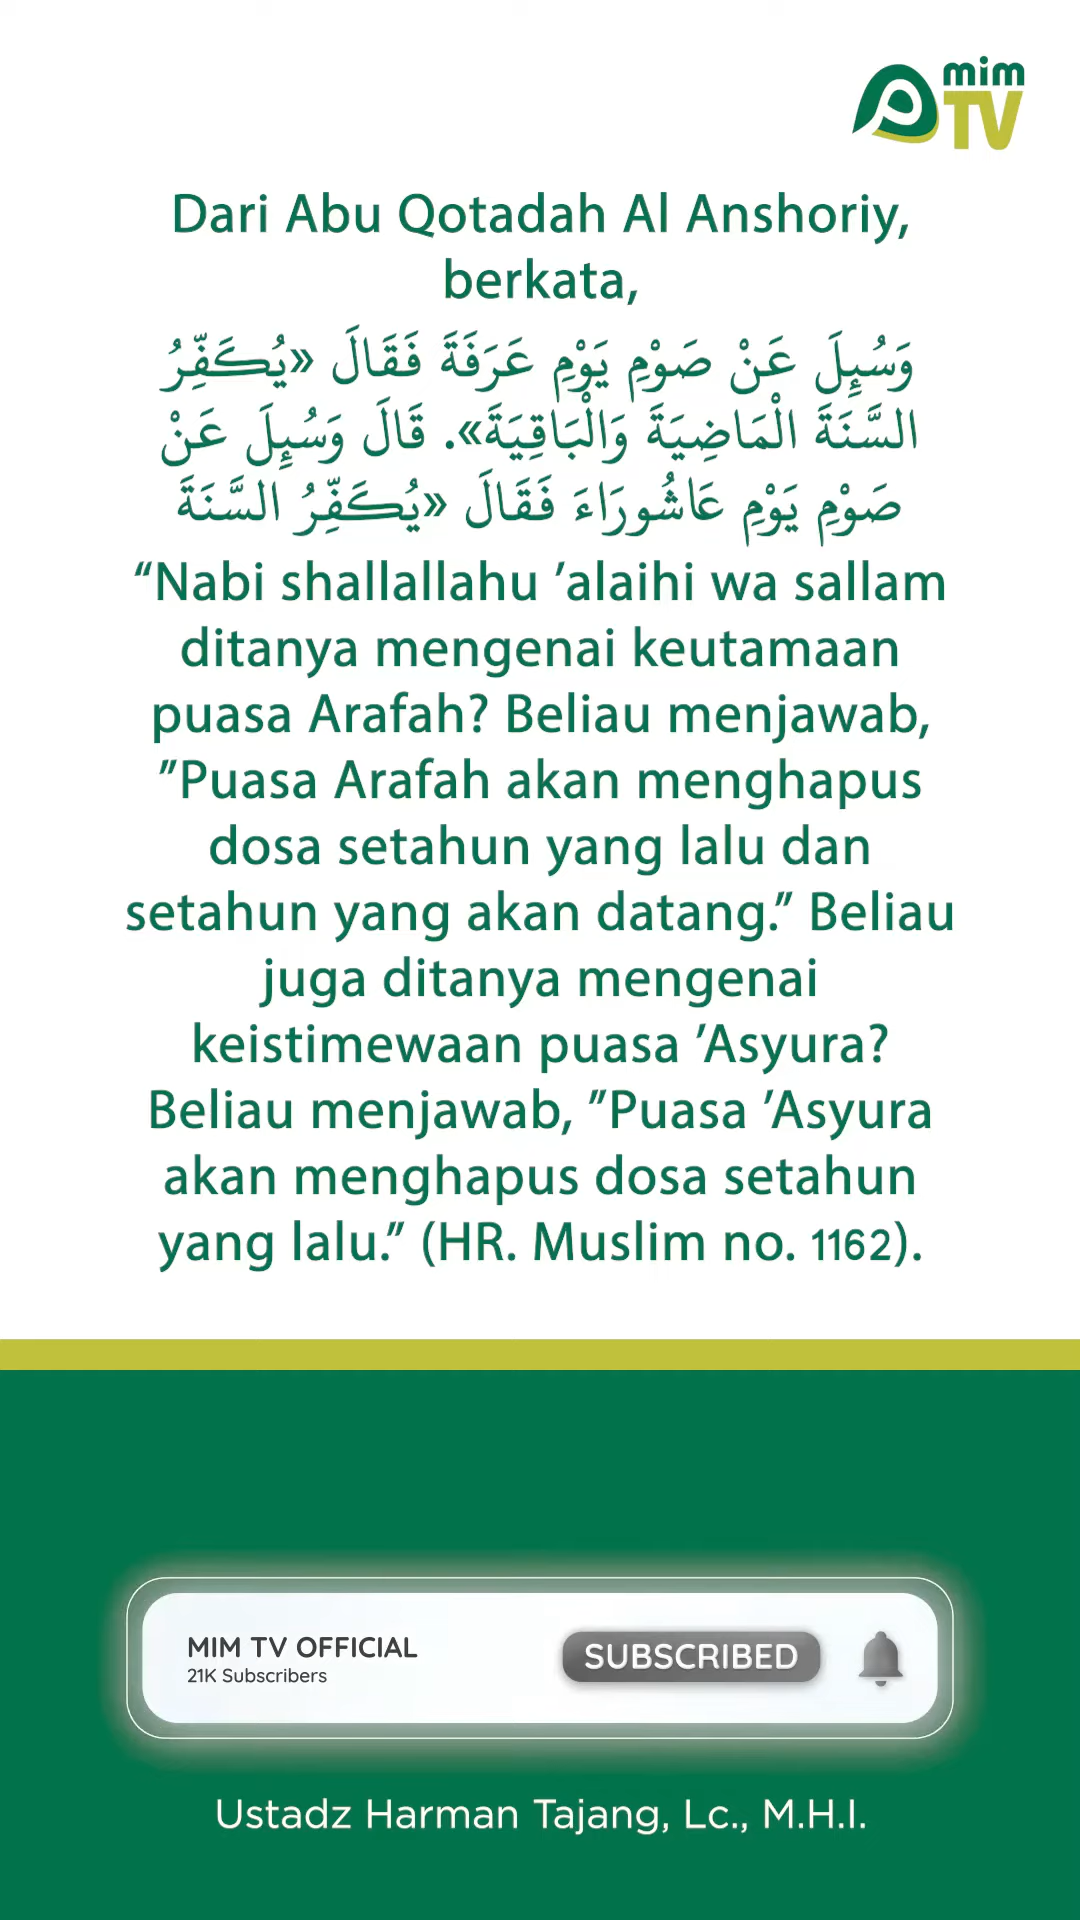 mim
TV
Dari Abu Qotadah Al Anshoriy,
berkata,
وَسُئِلَ عَنْ صَوْمِ يَوْمِ عَرَفَةَ فَقَالَ «يُكَفِّرُ
السَّنَةَ الْمَاضِيَةَ وَالْبَاقِيَةَ». قَالَ وَسُئِلَ عَنْ
صَوْمِ يَوْمِ عَاشُورَاءَ فَقَالَ «يُكَفِّرُ السَّنَةَ
“Nabi shallallahu ’alaihi wa sallam
ditanya mengenai keutamaan
puasa Arafah? Beliau menjawab,
”Puasa Arafah akan menghapus
dosa setahun yang lalu dan
setahun yang akan datang.” Beliau
juga ditanya mengenai
keistimewaan puasa ’Asyura?
Beliau menjawab, ”Puasa ’Asyura
akan menghapus dosa setahun
yang lalu.” (HR. Muslim no. 1162).
MIM TV OFFICIAL
21K Subscribers
SUBSCRIBED
Ustadz Harman Tajang, Lc., M.H.I.